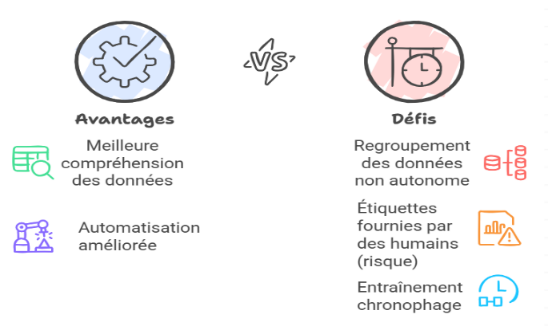 VS
Avantages
Meilleure
compréhension
des données
Automatisation
améliorée
Défis
Regroupement
des données
non autonome
Étiquettes
fournies par
des humains
(risque)
Entraînement
chronophage